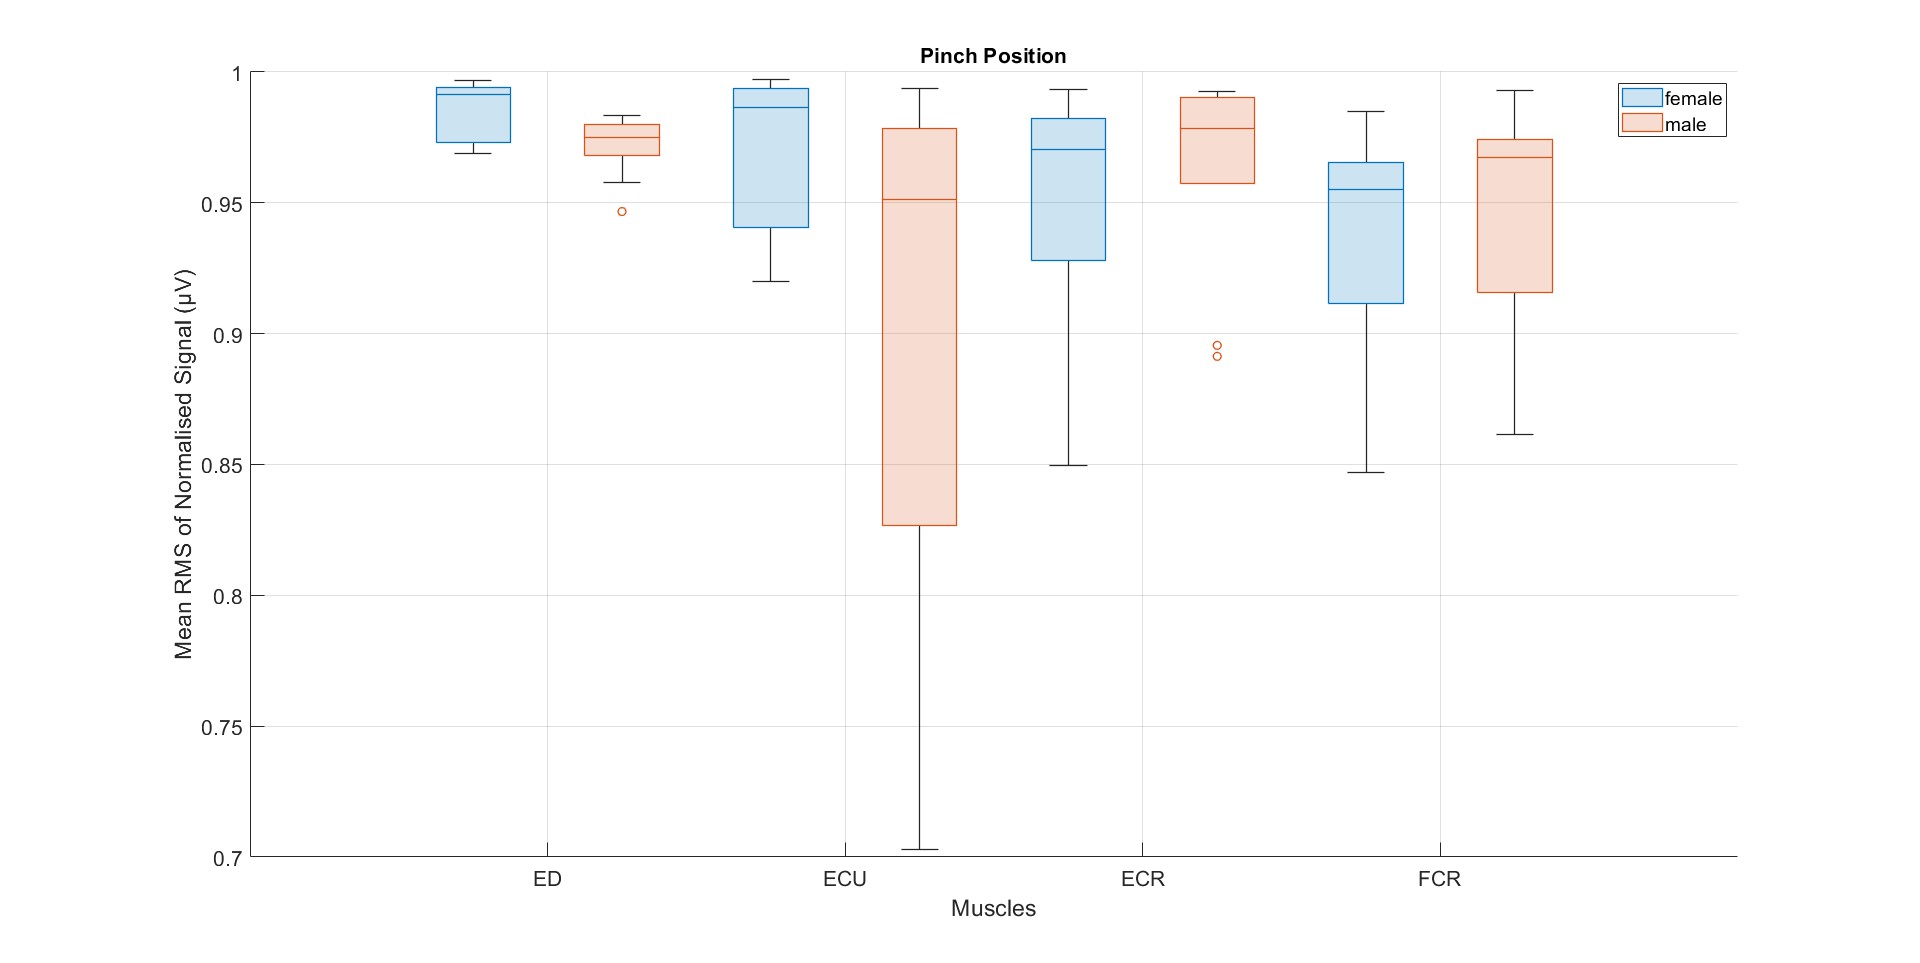 Pinch Position
1
0.95
0.9
0.85
0.8
0.75
0.7
Mean RMS of Normalised Signal (µV)
female
male
ED ECU ECR FCR
Muscles